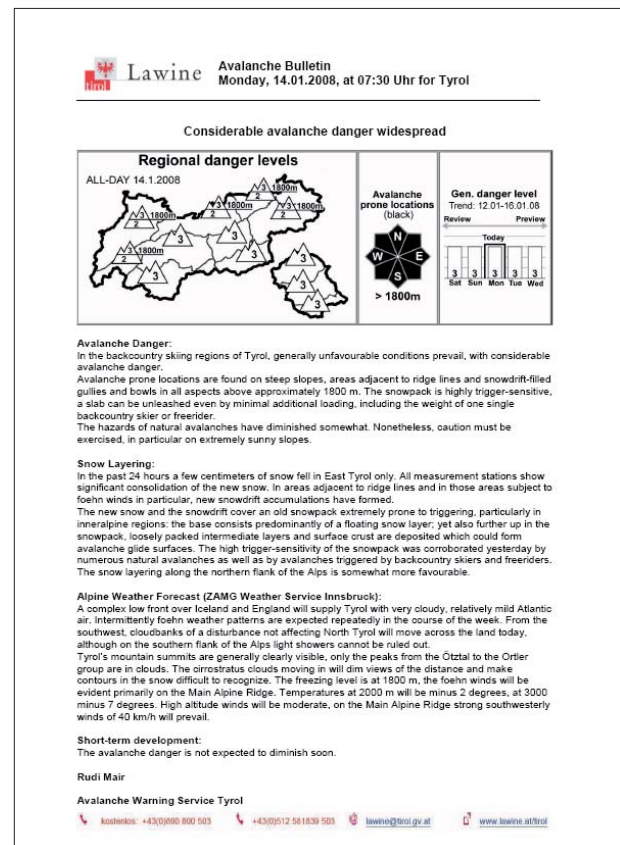 tirol
Lawine
Avalanche Bulletin
Monday, 14.01.2008, at 07:30 Uhr for Tyrol
Considerable avalanche danger widespread
Regional danger levels
ALL-DAY 14.1.2008
3 1800m
2
3 1800m
2
3 1800m
2
3 1800m
2
3
3
3
3
3
3
3
Avalanche
prone locations
(black)
N
W E
S
> 1800m
Gen. danger level
Trend: 12.01-16.01.08
Review Preview
Today
3 3 3 3 3
Sat Sun Mon Tue Wed
Avalanche Danger:
In the backcountry skiing regions of Tyrol, generally unfavourable conditions prevail, with considerable
avalanche danger.
Avalanche prone locations are found on steep slopes, areas adjacent to ridge lines and snowdrift-filled
gullies and bowls in all aspects above approximately 1800 m. The snowpack is highly trigger-sensitive,
a slab can be unleashed even by minimal additional loading, including the weight of one single
backcountry skier or freerider.
The hazards of natural avalanches have diminished somewhat. Nonetheless, caution must be
exercised, in particular on extremely sunny slopes.
Snow Layering:
In the past 24 hours a few centimeters of snow fell in East Tyrol only. All measurement stations show
significant consolidation of the new snow. In areas adjacent to ridge lines and in those areas subject to
foehn winds in particular, new snowdrift accumulations have formed.
The new snow and the snowdrift cover an old snowpack extremely prone to triggering, particularly in
inneralpine regions: the base consists predominantly of a floating snow layer; yet also further up in the
snowpack, loosely packed intermediate layers and surface crust are deposited which could form
avalanche glide surfaces. The high trigger-sensitivity of the snowpack was corroborated yesterday by
numerous natural avalanches as well as by avalanches triggered by backcountry skiers and freeriders.
The snow layering along the northern flank of the Alps is somewhat more favourable.
Alpine Weather Forecast (ZAMG Weather Service Innsbruck):
A complex low front over Iceland and England will supply Tyrol with very cloudy, relatively mild Atlantic
air. Intermittently foehn weather patterns are expected repeatedly in the course of the week. From the
southwest, cloudbanks of a disturbance not affecting North Tyrol will move across the land today,
although on the southern flank of the Alps light showers cannot be ruled out.
Tyrol's mountain summits are generally clearly visible, only the peaks from the Ötztal to the Ortler
group are in clouds. The cirrostratus clouds moving in will dim views of the distance and make
contours in the snow difficult to recognize. The freezing level is at 1800 m, the foehn winds will be
evident primarily on the Main Alpine Ridge. Temperatures at 2000 m will be minus 2 degrees, at 3000
minus 7 degrees. High altitude winds will be moderate, on the Main Alpine Ridge strong southwesterly
winds of 40 km/h will prevail.
Short-term development:
The avalanche danger is not expected to diminish soon.
Rudi Mair
Avalanche Warning Service Tyrol
kostenlos: +43(0)800 800 503 +43(0)512 581839 503 lawine@tirol.gv.at www.lawine.at/tirol